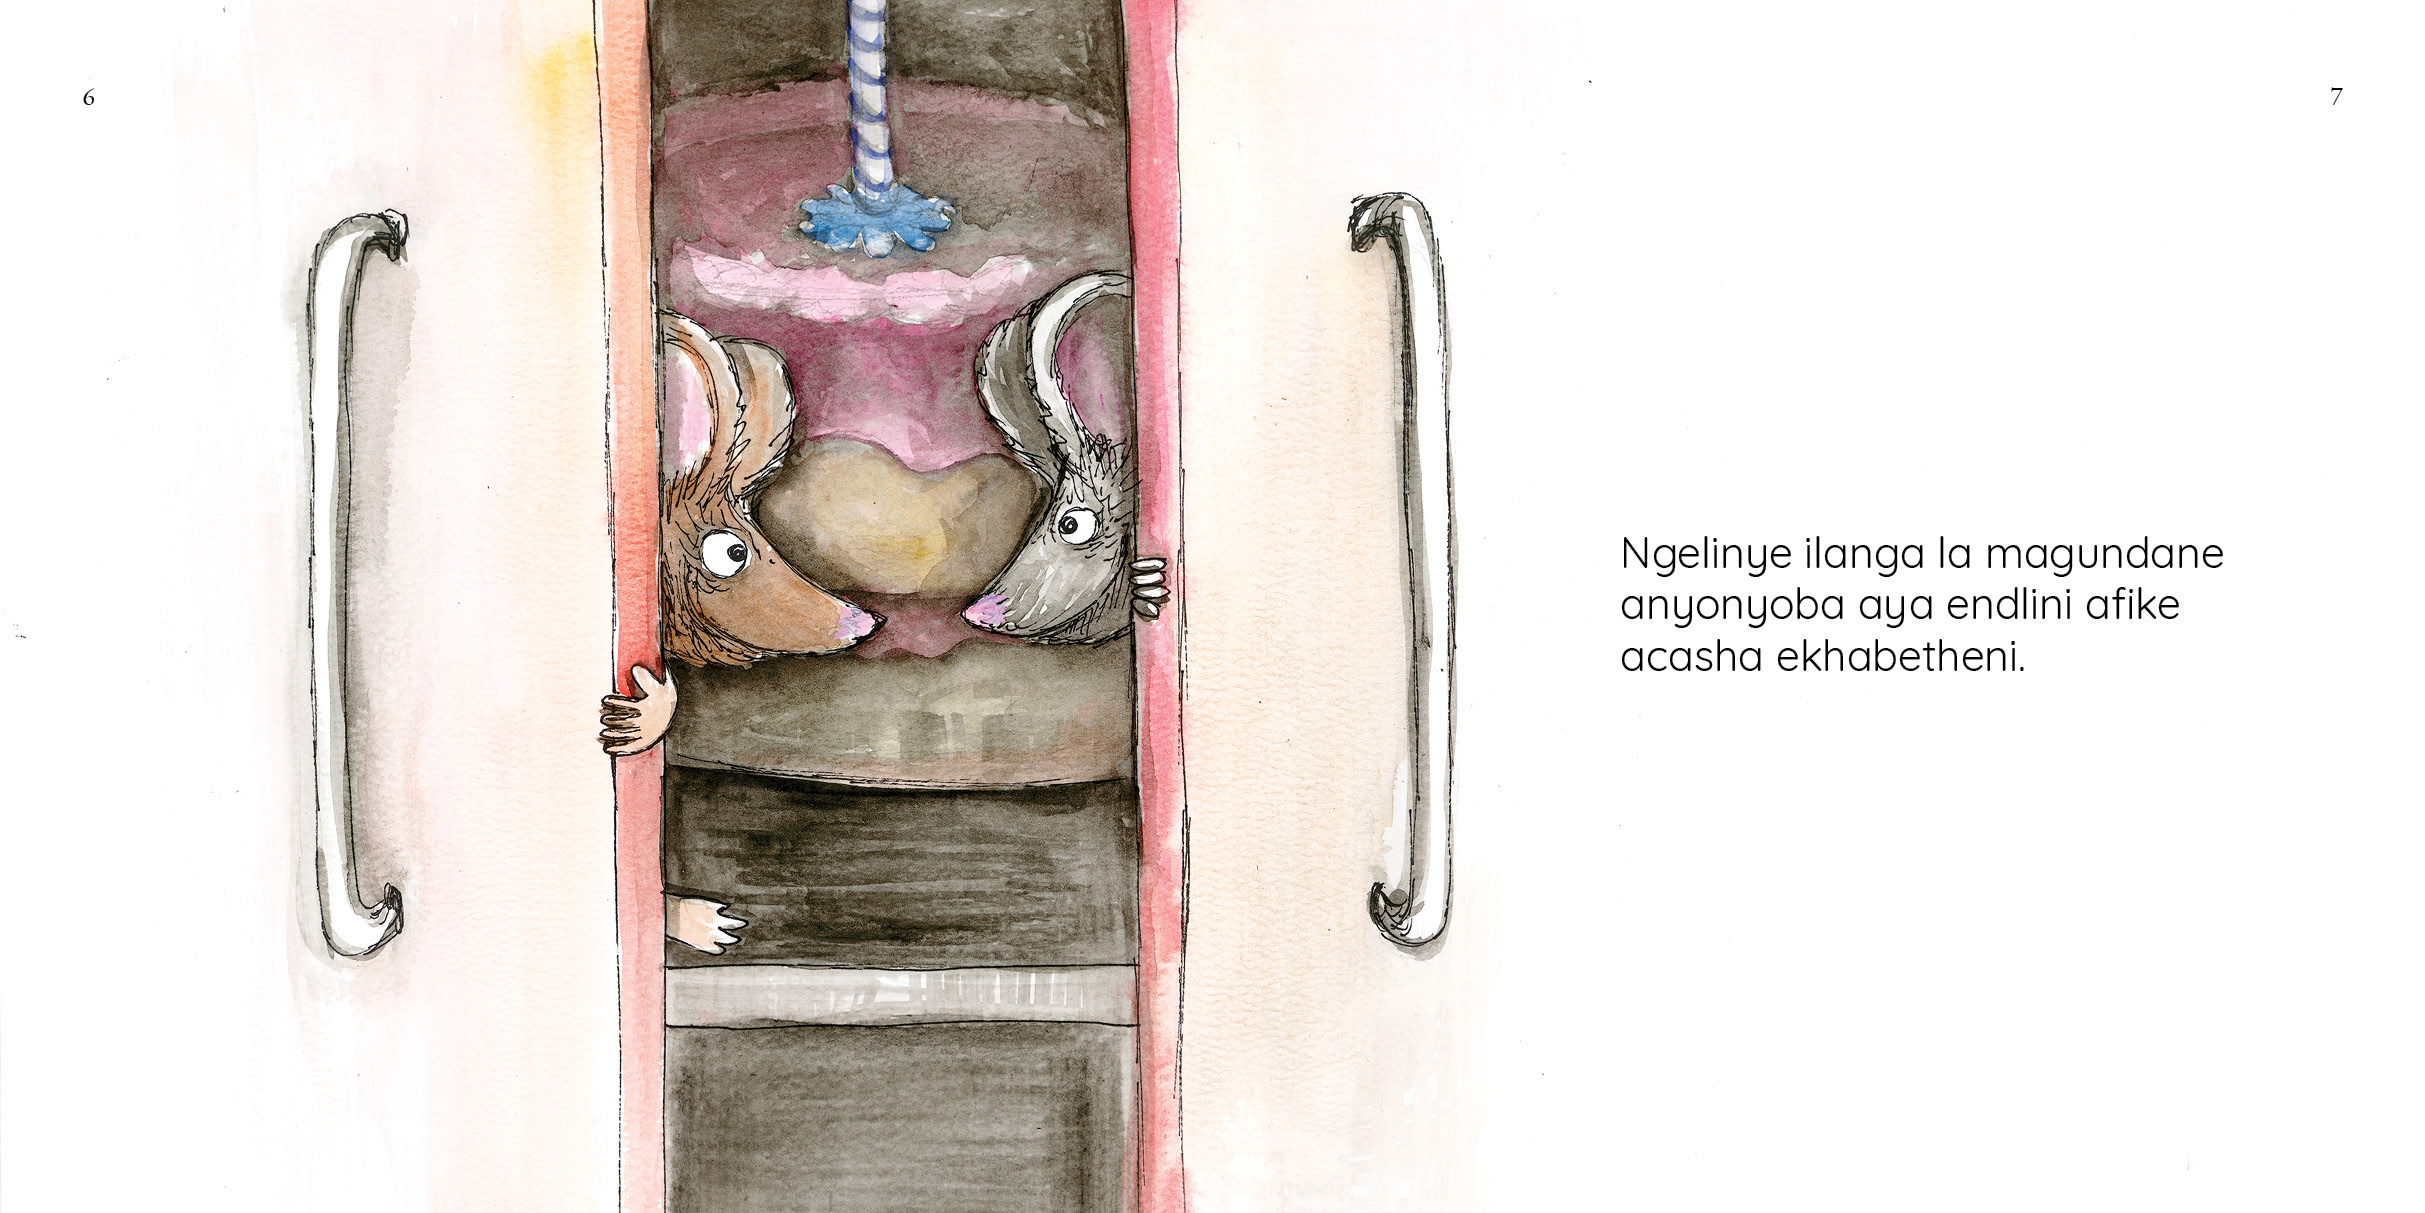 6
7
Ngelinye ilanga la magundane
anyonyoba aya endlini afike
acasha ekhabetheni.